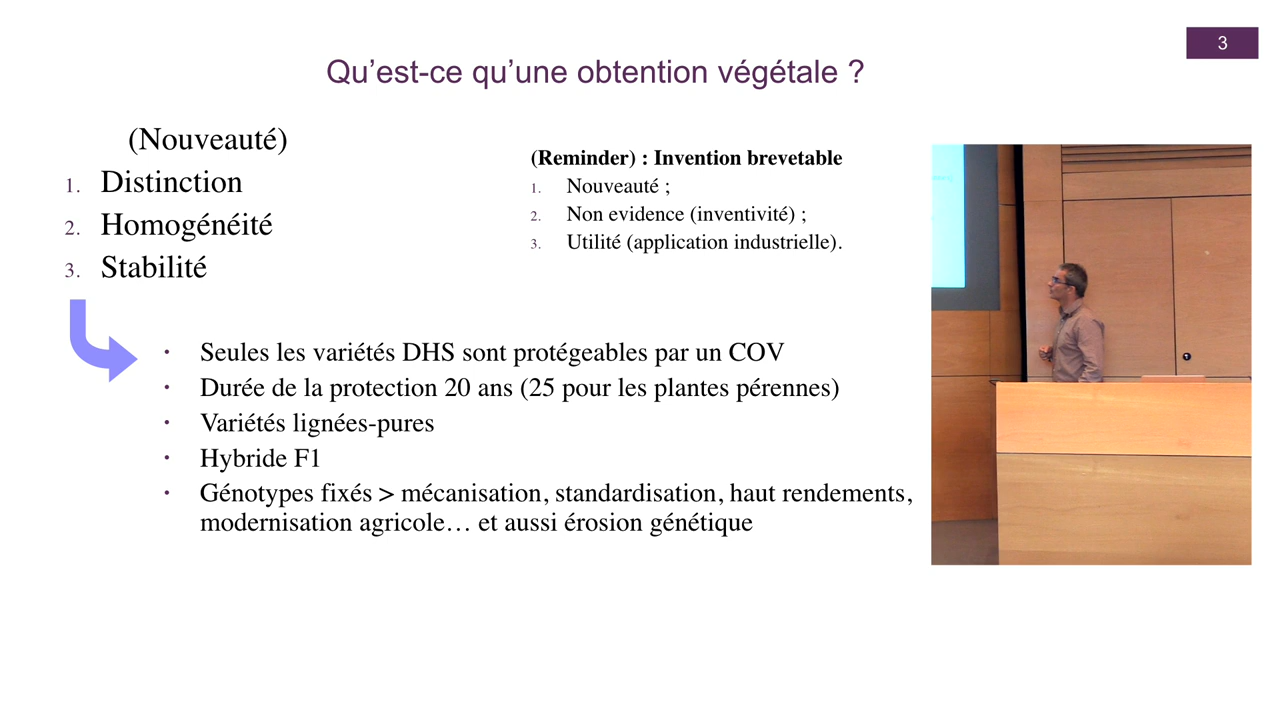 3
Qu’est-ce qu’une obtention végétale ?
(Nouveauté)
1. Distinction
2. Homogénéité
3. Stabilité
(Reminder) : Invention brevetable
1. Nouveauté ;
2. Non evidence (inventivité) ;
3. Utilité (application industrielle).
• Seules les variétés DHS sont protégeables par un COV
• Durée de la protection 20 ans (25 pour les plantes pérennes)
• Variétés lignées-pures
• Hybride F1
• Génotypes fixés > mécanisation, standardisation, haut rendements,
modernisation agricole… et aussi érosion génétique